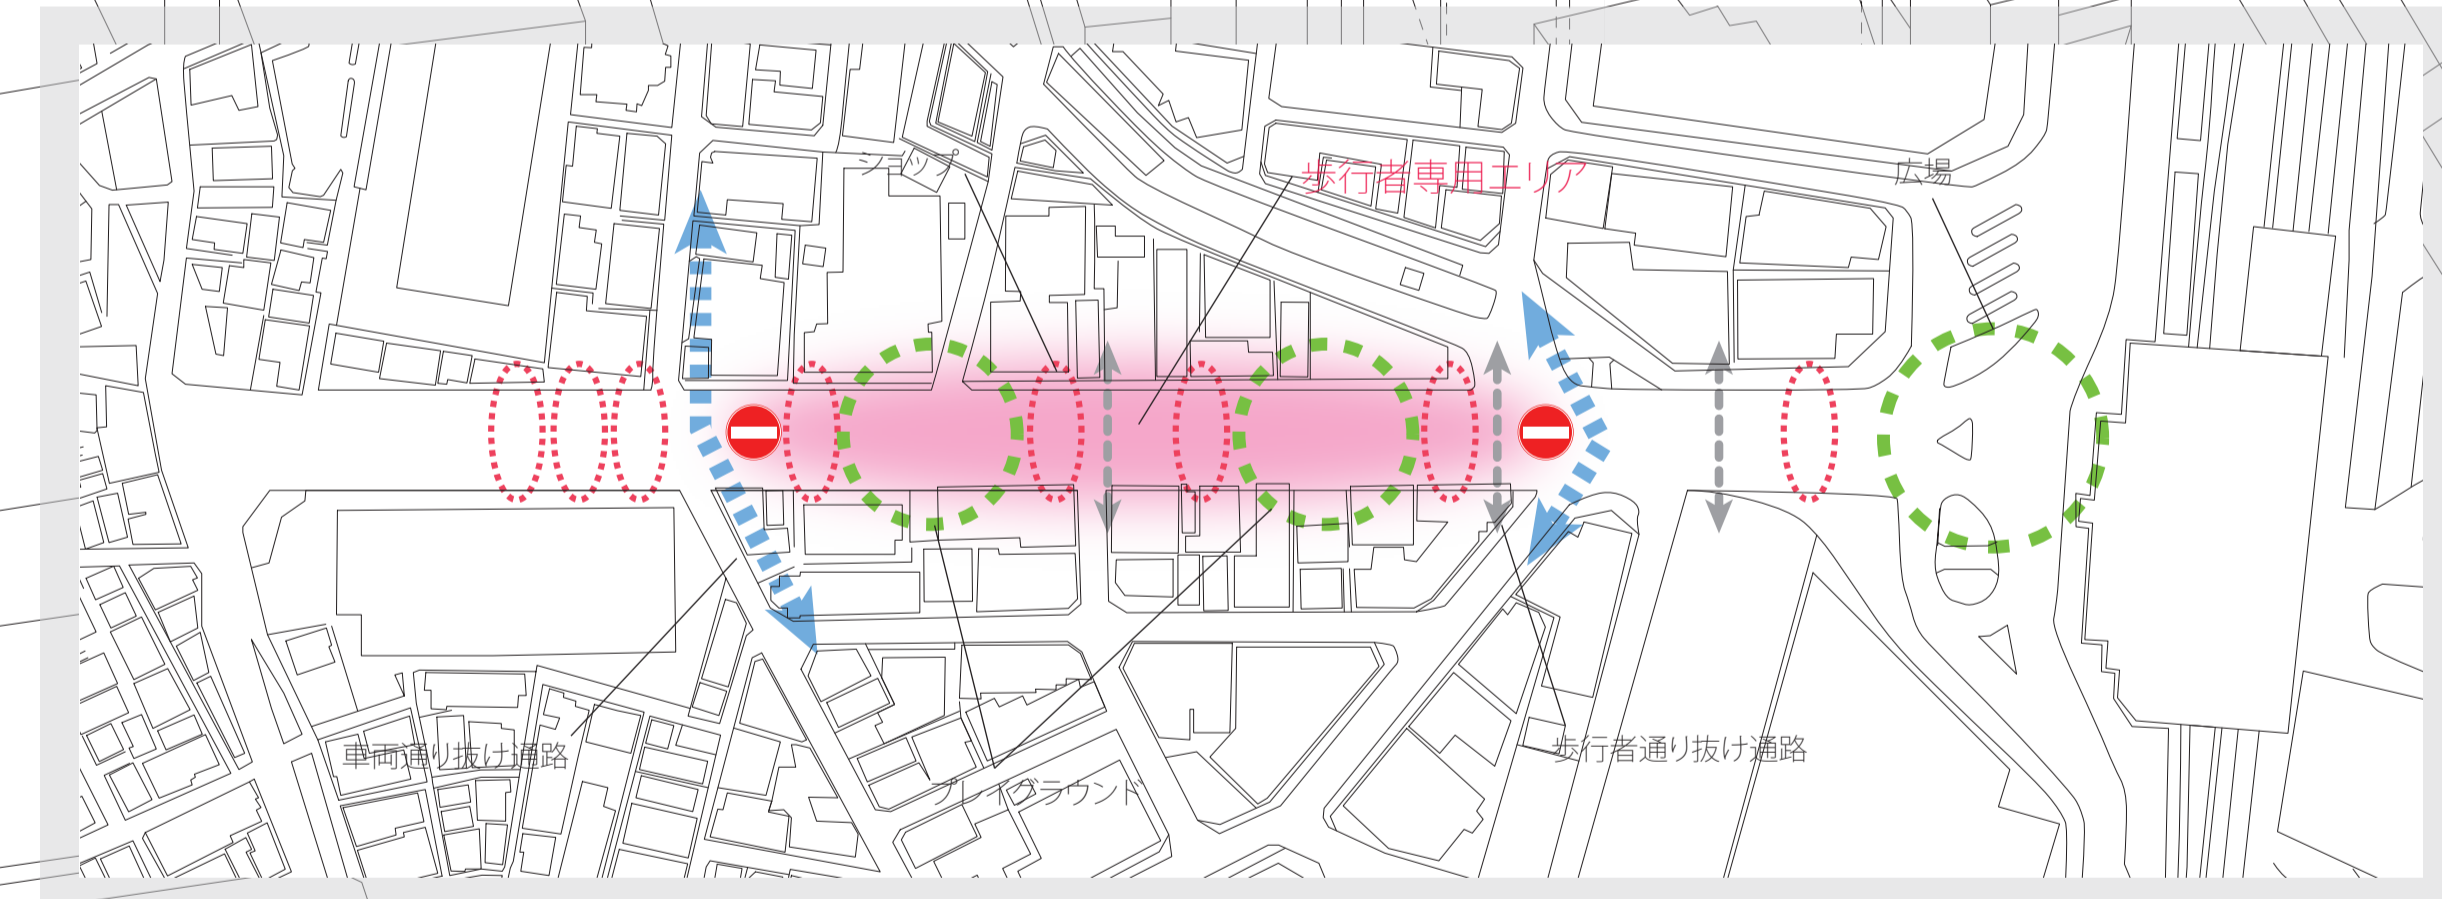 ショップ
歩行者専用エリア
広場
車両通り抜け通路
プレイグラウンド
歩行者通り抜け通路